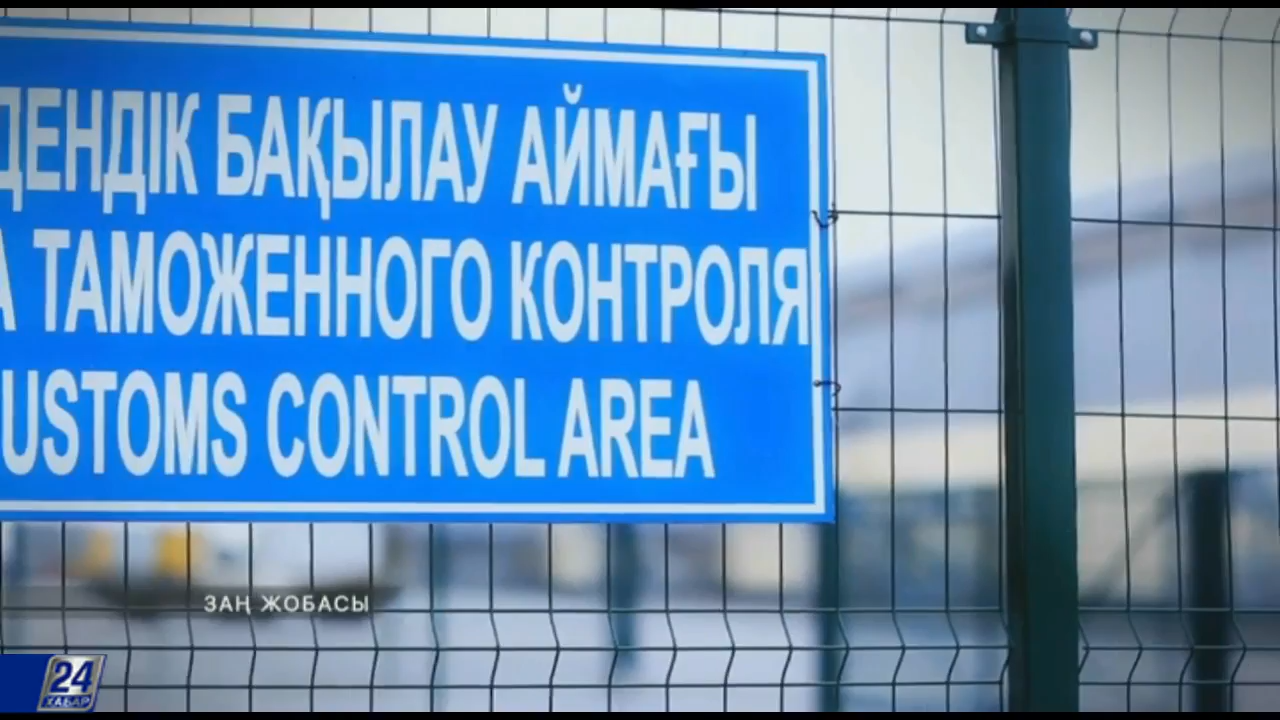 ДЕНДІК БАҚЫЛАУ АЙМАҒЫ
А ТАМОЖЕННОГО КОНТРОЛЯ
USTOMS CONTROL AREA
ЗАҢ ЖОБАСЫ
24
ХАБАР